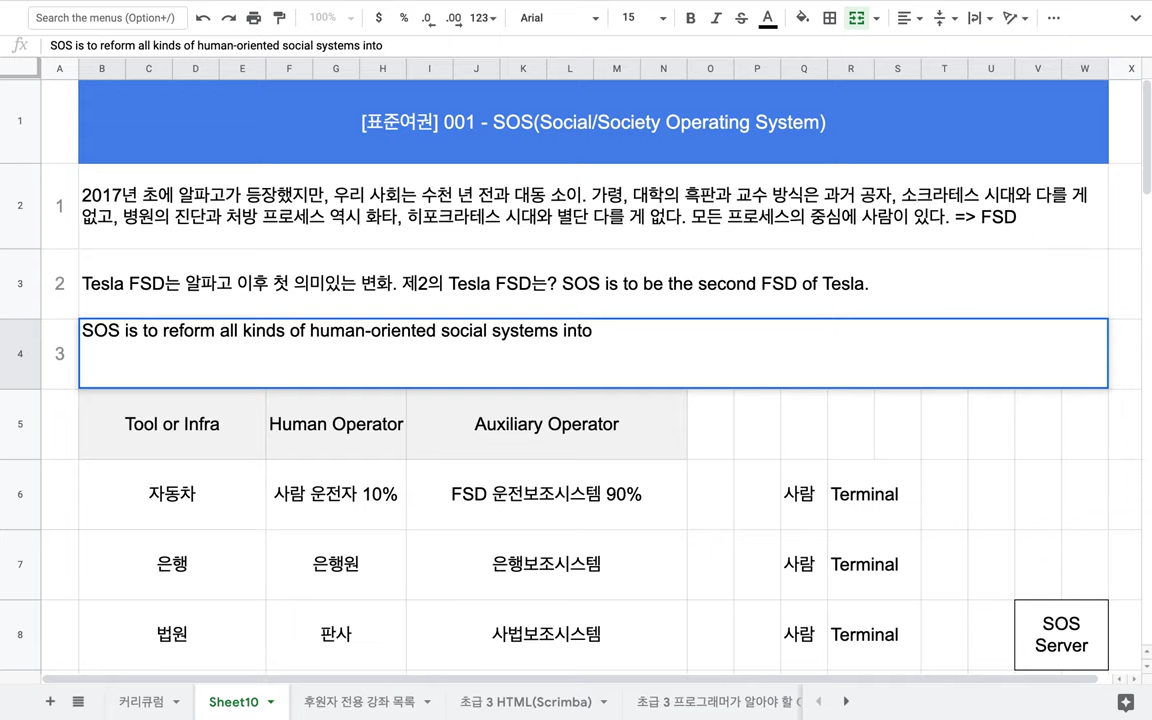 Search the menus (Option+/)
100%
$ % .0 .00 123
Arial
15
B I S A
fx SOS is to reform all kinds of human-oriented social systems into
A B C D E F G H I J K L M N O P Q R S T U V W X
1 [표준여권] 001 - SOS(Social/Society Operating System)
2 1 2017년 초에 알파고가 등장했지만, 우리 사회는 수천 년 전과 대동 소이. 가령, 대학의 흑판과 교수 방식은 과거 공자, 소크라테스 시대와 다를 게
없고, 병원의 진단과 처방 프로세스 역시 화타, 히포크라테스 시대와 별단 다를 게 없다. 모든 프로세스의 중심에 사람이 있다. => FSD
3 2 Tesla FSD는 알파고 이후 첫 의미있는 변화. 제2의 Tesla FSD는? SOS is to be the second FSD of Tesla.
4 3 SOS is to reform all kinds of human-oriented social systems into
5 Tool or Infra Human Operator Auxiliary Operator
6 자동차 사람 운전자 10% FSD 운전보조시스템 90% 사람 Terminal
7 은행 은행원 은행보조시스템 사람 Terminal
8 법원 판사 사법보조시스템 사람 Terminal
SOS
Server
커리큐럼 Sheet10 후원자 전용 강좌 목록 초급 3 HTML(Scrimba) 초급 3 프로그래머가 알아야 할